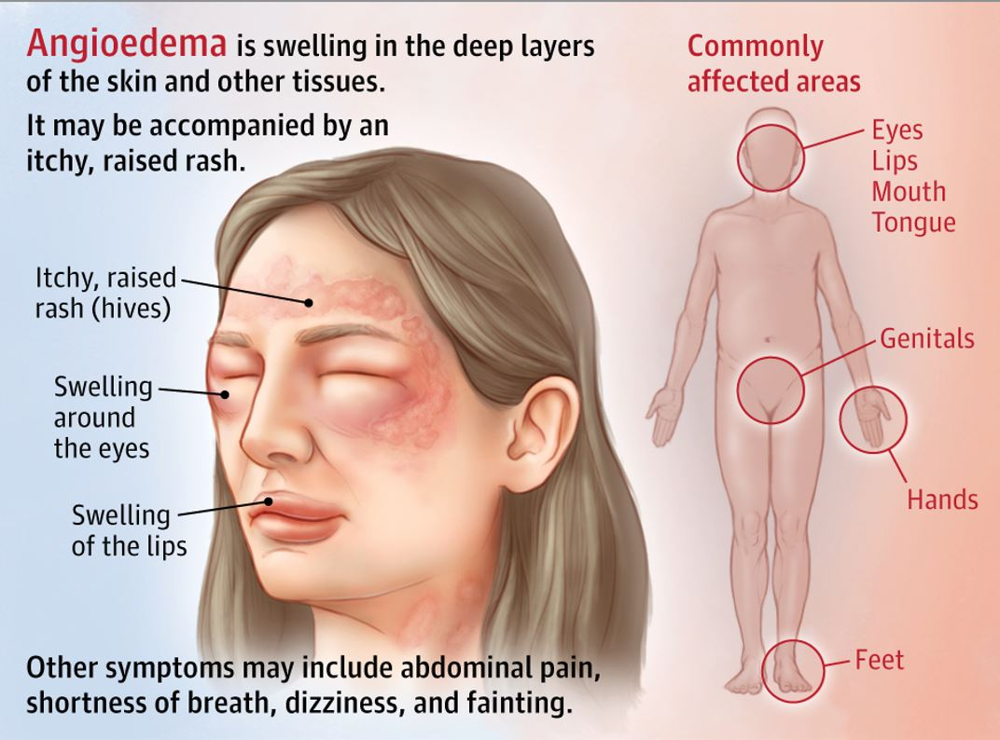 Angioedema is swelling in the deep layers
of the skin and other tissues.
It may be accompanied by an
itchy, raised rash.
Itchy, raised
rash (hives)
Swelling
around
the eyes
Swelling
of the lips
Other symptoms may include abdominal pain,
shortness of breath, dizziness, and fainting.
Commonly
affected areas
Eyes
Lips
Mouth
Tongue
Genitals
Hands
Feet